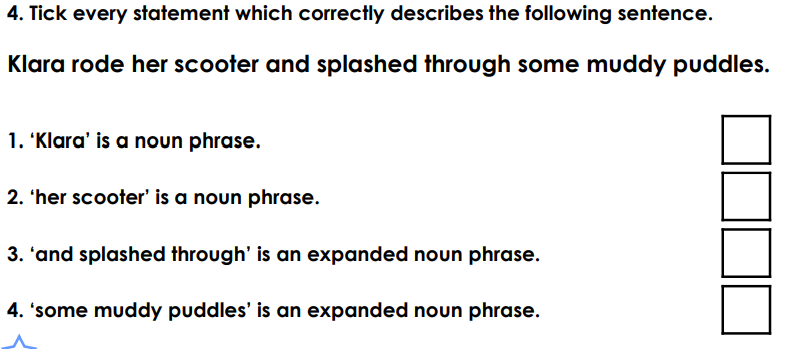 4. Tick every statement which correctly describes the following sentence.
Klara rode her scooter and splashed through some muddy puddles.
1. ‘Klara’ is a noun phrase.
2. ‘her scooter’ is a noun phrase.
3. ‘and splashed through’ is an expanded noun phrase.
4. ‘some muddy puddles’ is an expanded noun phrase.